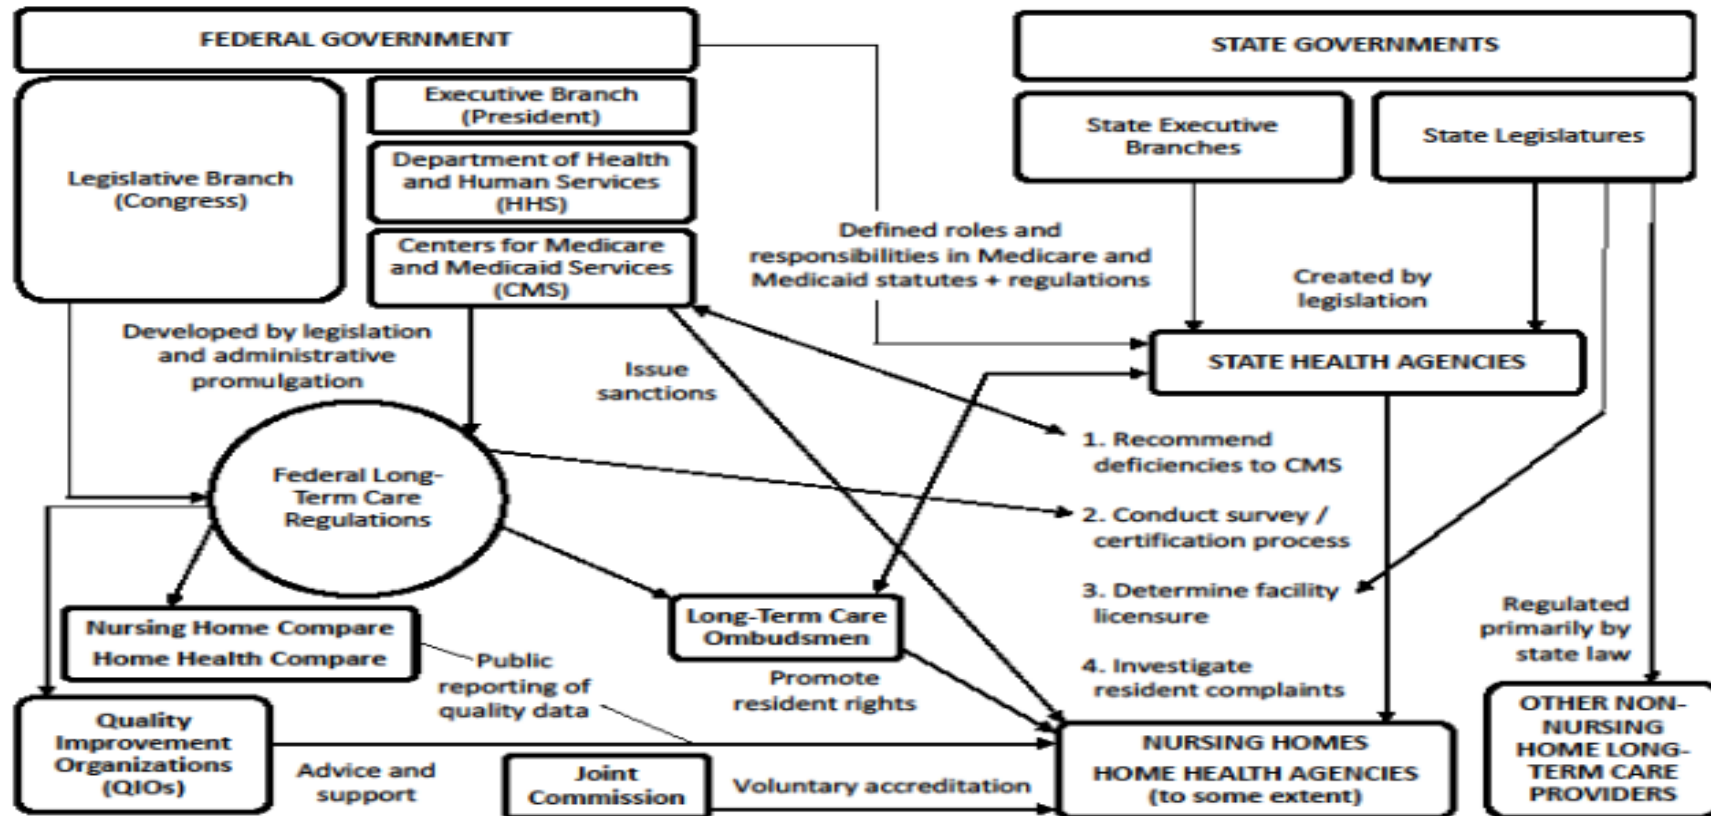 FEDERAL GOVERNMENT
STATE GOVERNMENTS
Legislative Branch
(Congress)
Executive Branch
(President)
Department of Health
and Human Services
(HHS)
Centers for Medicare
and Medicaid Services
(CMS)
State Executive
Branches
State Legislatures
Defined roles and
responsibilities in Medicare and
Medicaid statutes + regulations
Created by
legislation
Developed by legislation
and administrative
promulgation
Issue
sanctions
STATE HEALTH AGENCIES
Federal Long-
Term Care
Regulations
1. Recommend
deficiencies to CMS
2. Conduct survey /
certification process
3. Determine facility
licensure
4. Investigate
resident complaints
Regulated
primarily by
state law
Nursing Home Compare
Home Health Compare
Public
reporting of
quality data
Long-Term Care
Ombudsmen
Promote
resident rights
Quality
Improvement
Organizations
(QIOs)
Advice and
support
Joint
Commission
Voluntary accreditation
NURSING HOMES
HOME HEALTH AGENCIES
(to some extent)
OTHER NON-
NURSING
HOME LONG-
TERM CARE
PROVIDERS